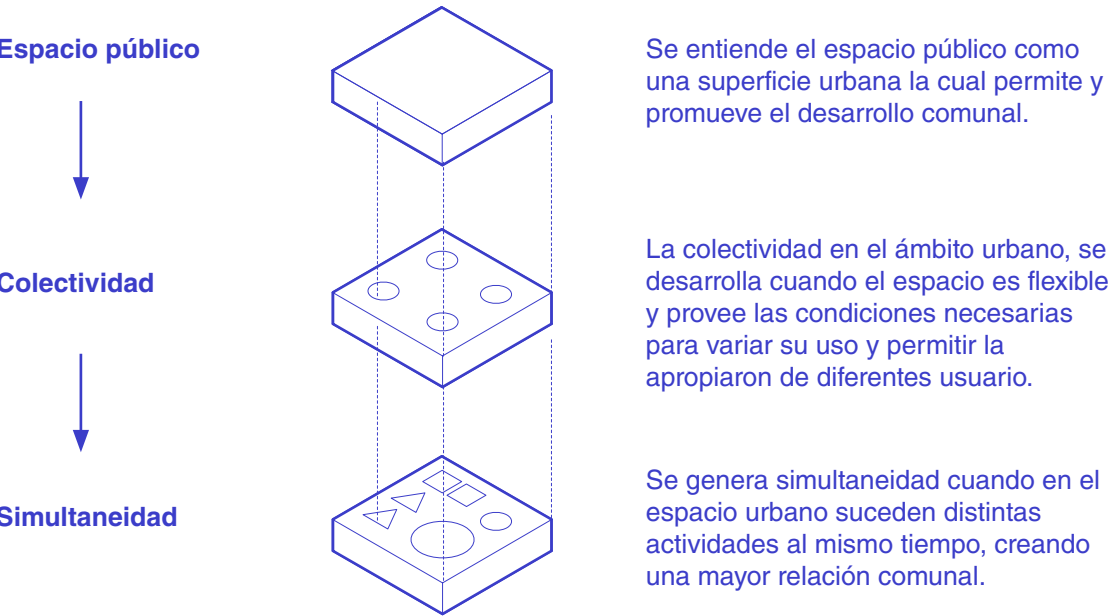 Espacio público
Se entiende el espacio público como
una superficie urbana la cual permite y
promueve el desarrollo comunal.
Colectividad
La colectividad en el ámbito urbano, se
desarrolla cuando el espacio es flexible
y provee las condiciones necesarias
para variar su uso y permitir la
apropiaron de diferentes usuario.
Simultaneidad
Se genera simultaneidad cuando en el
espacio urbano suceden distintas
actividades al mismo tiempo, creando
una mayor relación comunal.